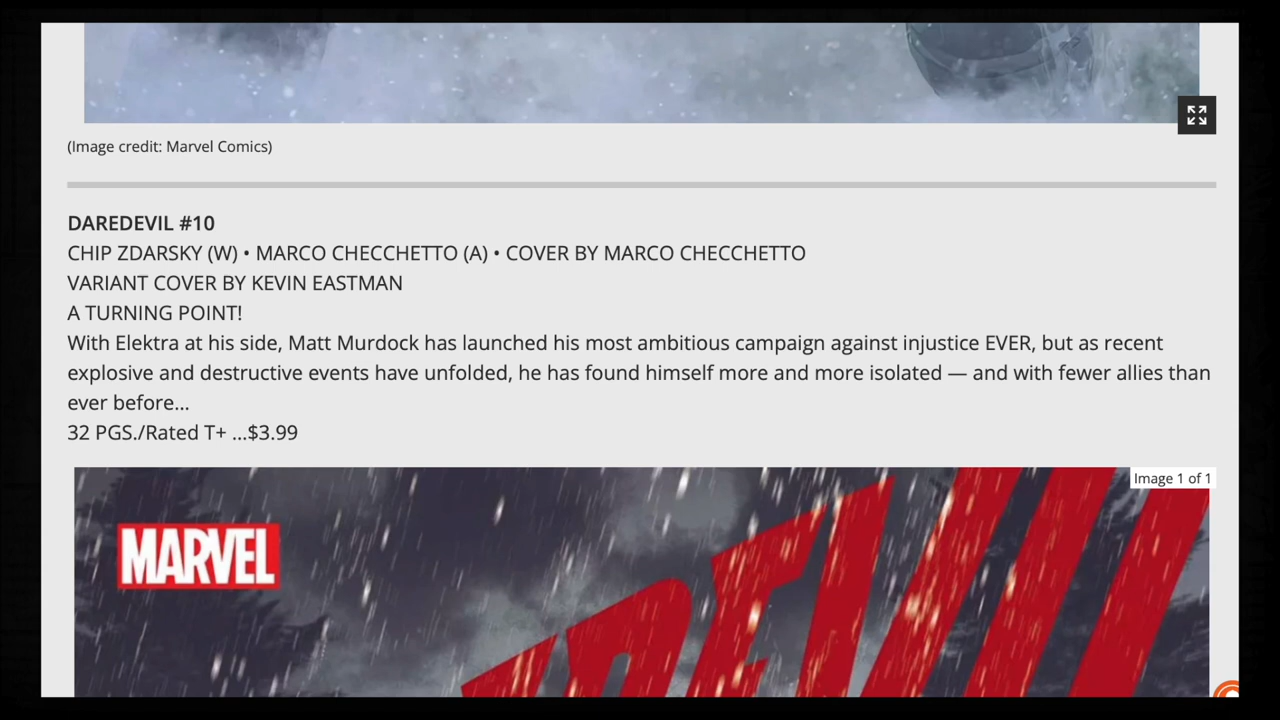 (Image credit: Marvel Comics)
DAREDEVIL #10
CHIP ZDARSKY (W) • MARCO CHECCHETTO (A) • COVER BY MARCO CHECCHETTO
VARIANT COVER BY KEVIN EASTMAN
A TURNING POINT!
With Elektra at his side, Matt Murdock has launched his most ambitious campaign against injustice EVER, but as recent
explosive and destructive events have unfolded, he has found himself more and more isolated — and with fewer allies than
ever before…
32 PGS./Rated T+ …$3.99
Image 1 of 1
MARVEL